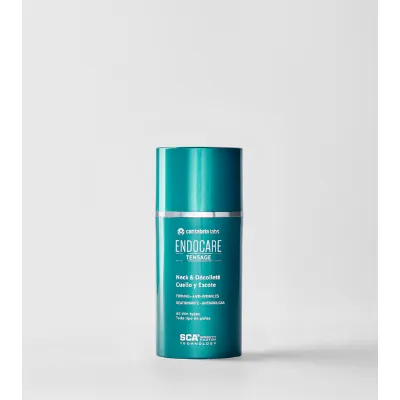 cantabria labs
ENDOCARE
TENSAGE
Neck & Décolleté
Cuello y Escote
FIRMING - ANTI-WRINKLES
REAFIRMANTE - ANTIARRUGAS
All skin types
Todo tipo de pieles
SCA
TECHNOLOGY